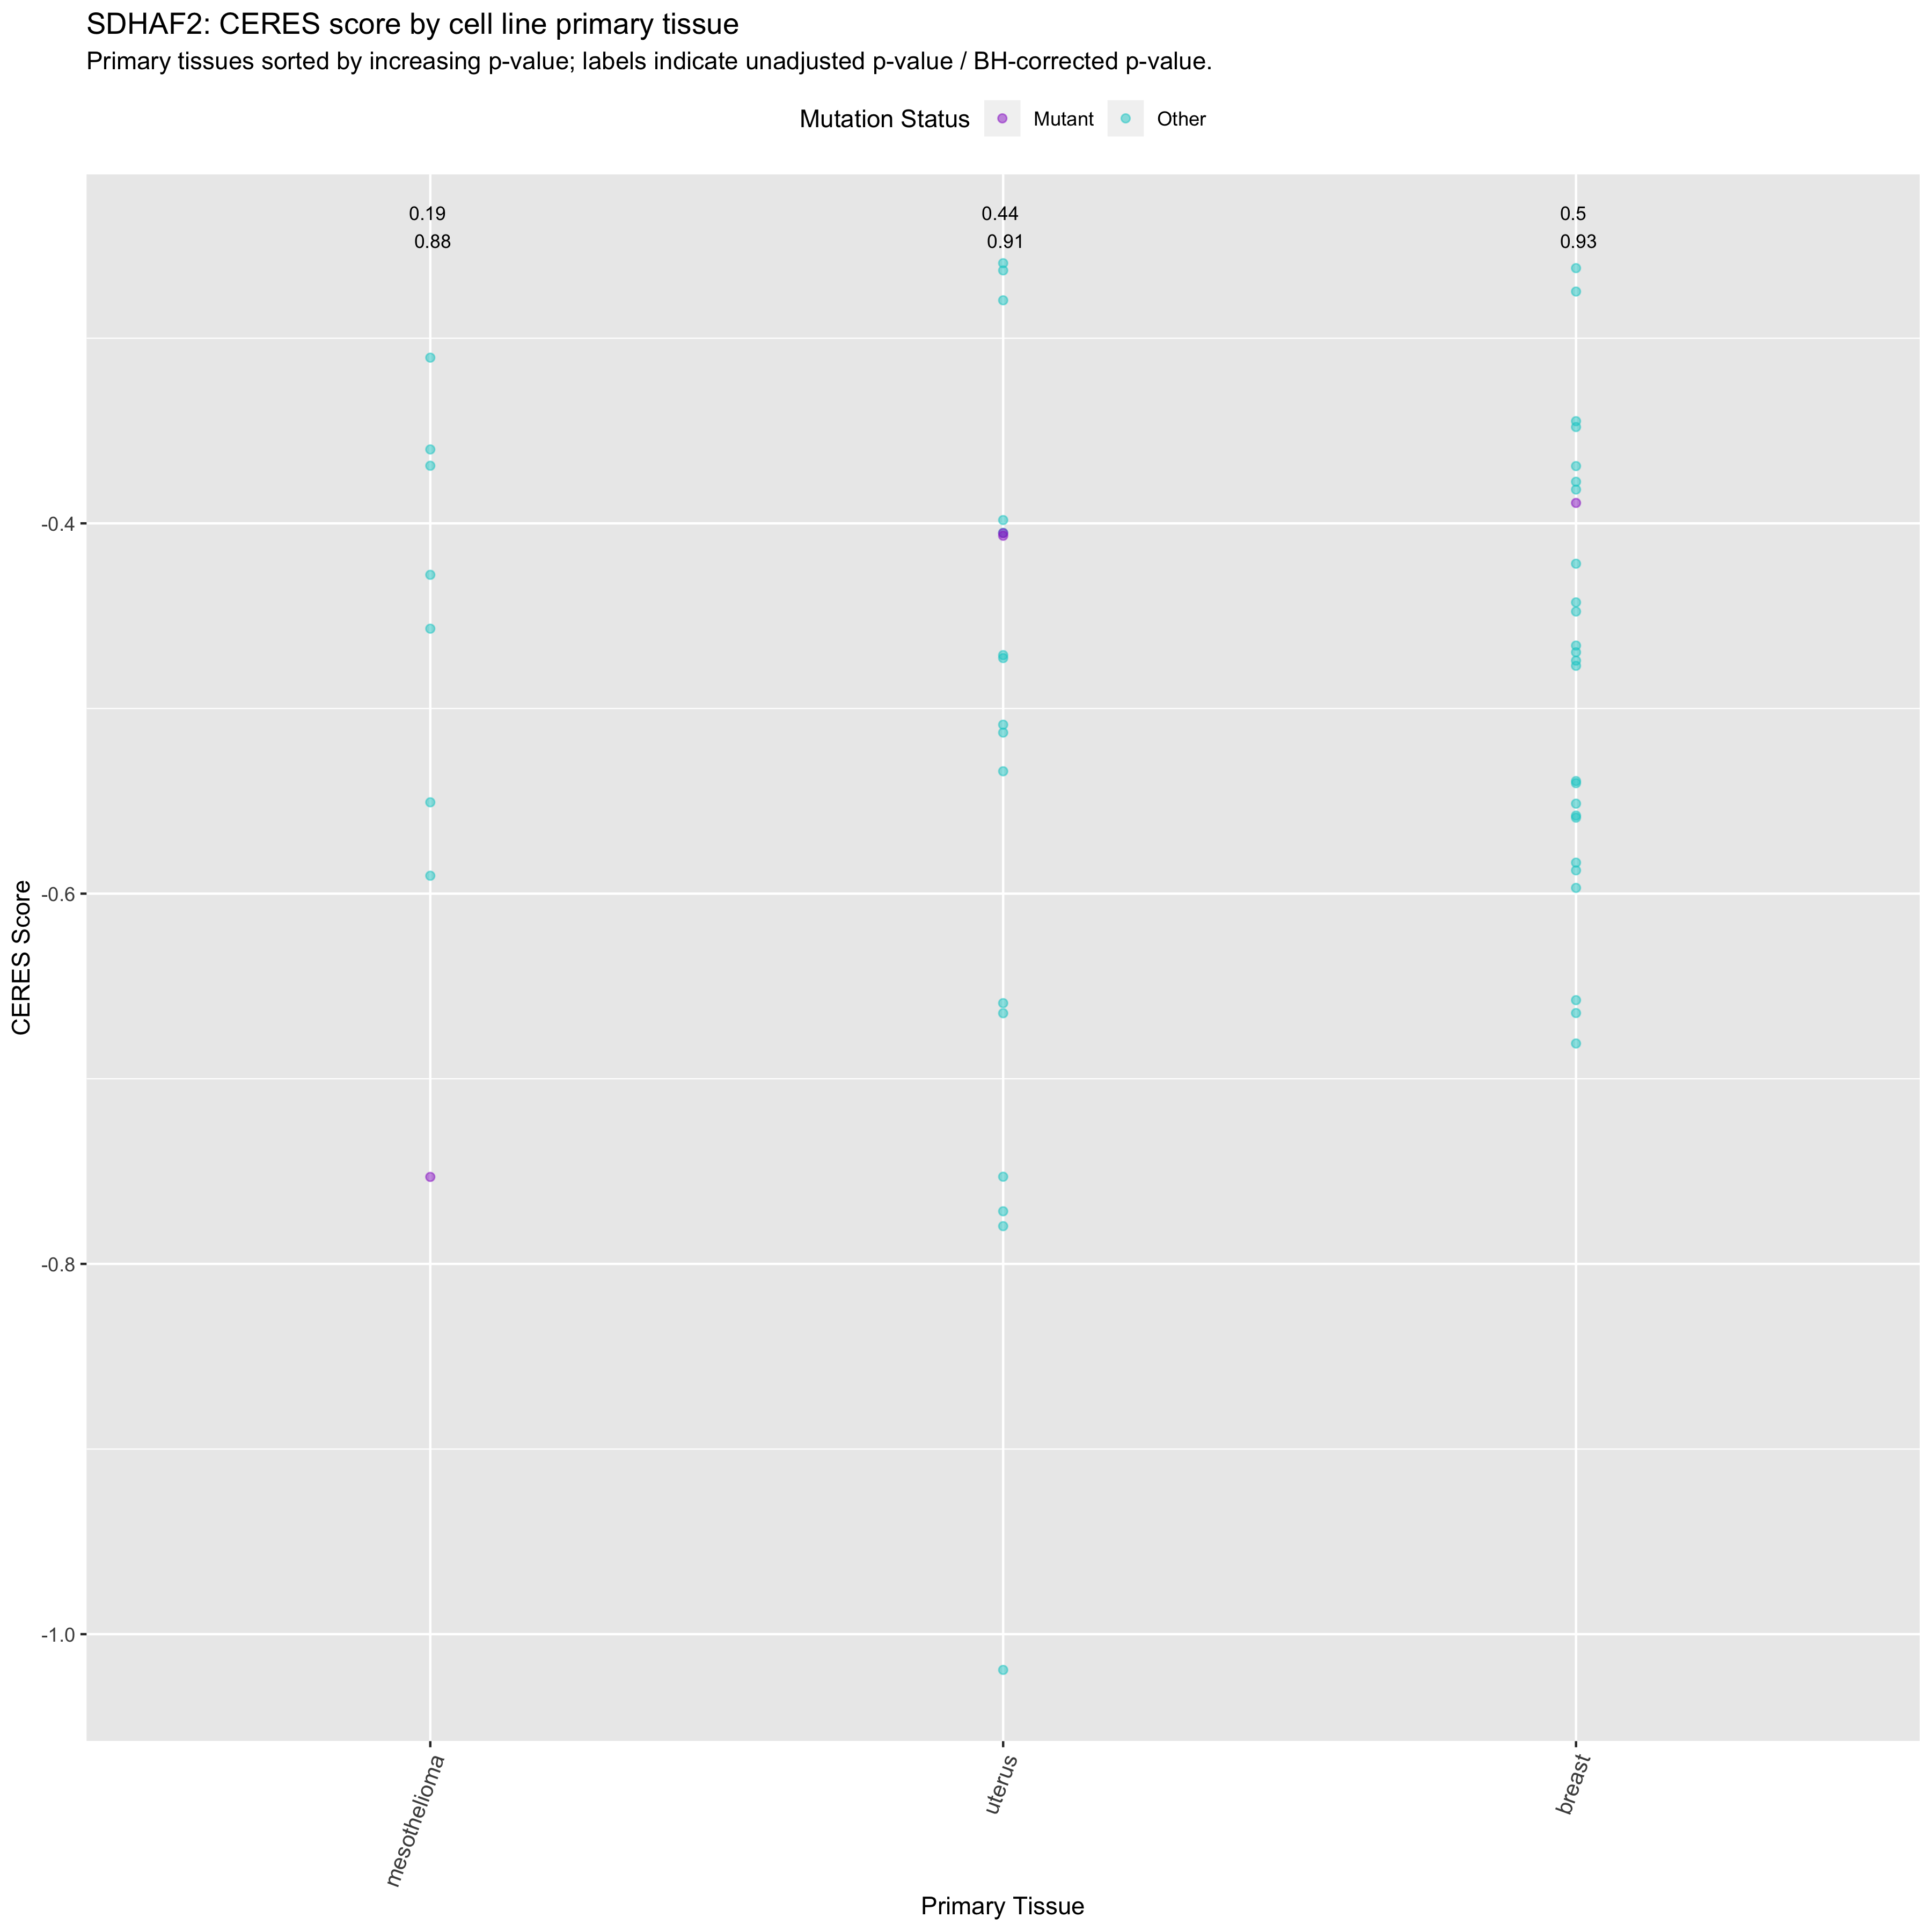 SDHAF2: CERES score by cell line primary tissue
Primary tissues sorted by increasing p-value; labels indicate unadjusted p-value / BH-corrected p-value.
Mutation Status Mutant Other
0.19 0.44 0.5
0.88 0.91 0.93
-0.4
-0.6
-0.8
-1.0
CERES Score
mesothelioma uterus breast
Primary Tissue